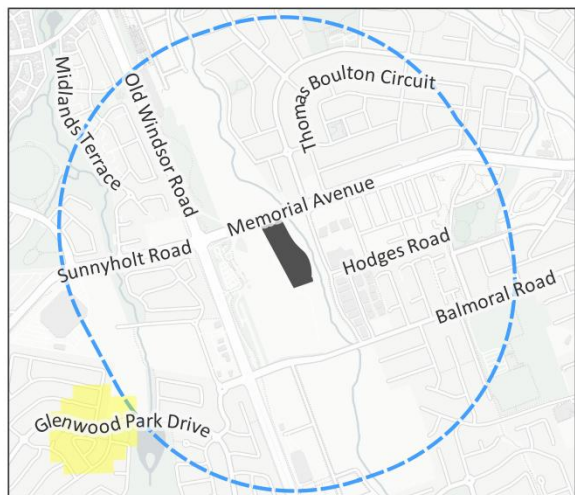 Midlands Terrace
Old Windsor Road
Thomas Boulton Circuit
Memorial Avenue
Sunnyholt Road
Hodges Road
Balmoral Road
Glenwood Park Drive